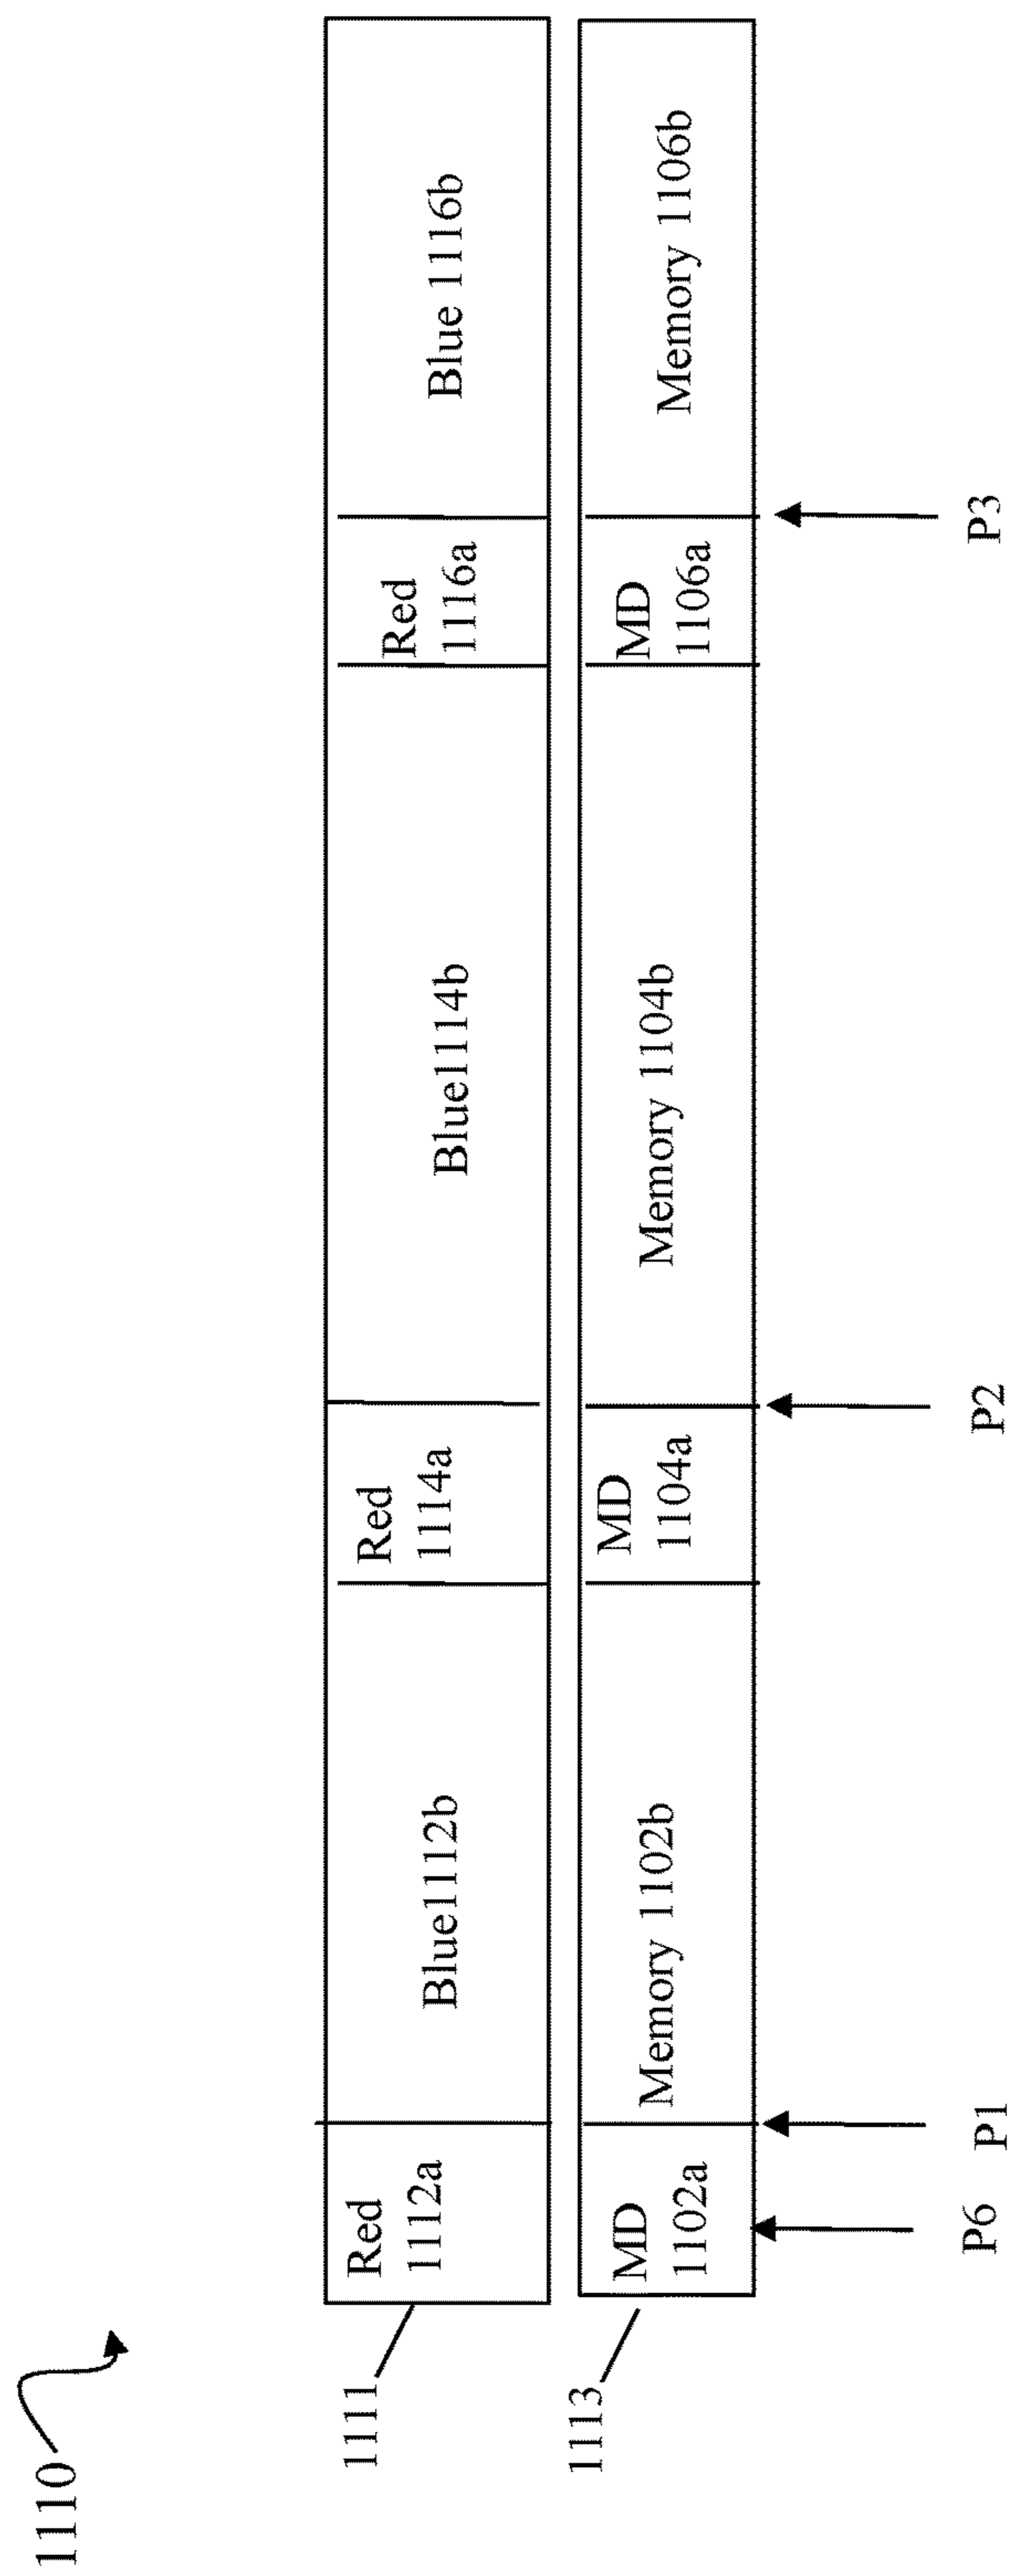 1110
1111
Red
1112a
Blue1112b
Red
1114a
Blue1114b
Red
1116a
Blue 1116b
1113
MD
1102a
Memory 1102b
MD
1104a
Memory 1104b
MD
1106a
Memory 1106b
P6
P1
P2
P3